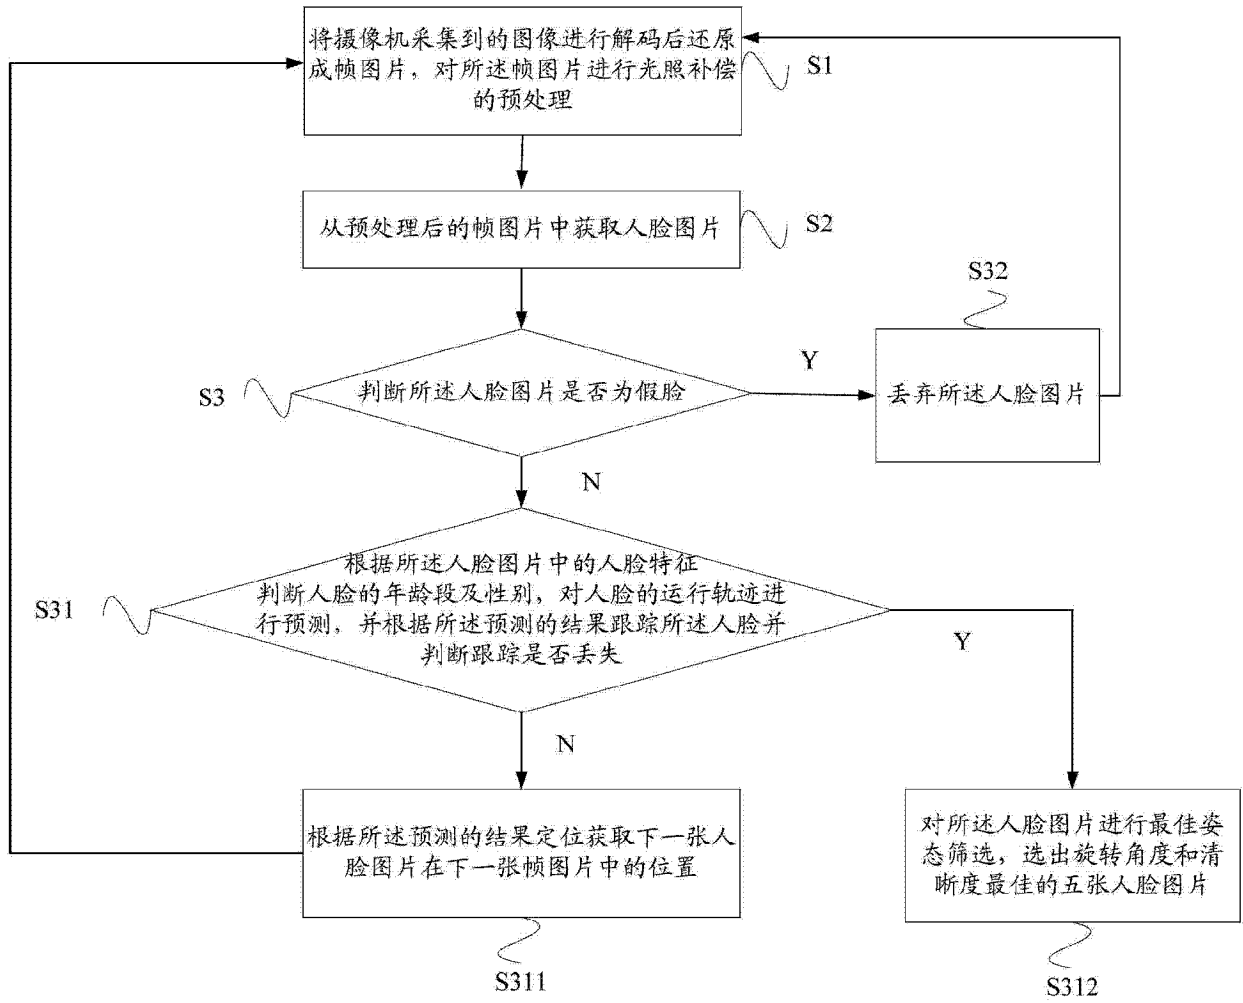 将摄像机采集到的图像进行解码后还原
成帧图片，对所述帧图片进行光照补偿
的预处理
S1
从预处理后的帧图片中获取人脸图片
S2
S32
判断所述人脸图片是否为假脸
S3
Y
丢弃所述人脸图片
N
根据所述人脸图片中的人脸特征
判断人脸的年龄段及性别，对人脸的运行轨迹进
行预测，并根据所述预测的结果跟踪所述人脸并
判断跟踪是否丢失
S31
Y
N
根据所述预测的结果定位获取下一张人
脸图片在下一张帧图片中的位置
S311
对所述人脸图片进行最佳姿
态筛选，选出旋转角度和清
晰度最佳的五张人脸图片
S312